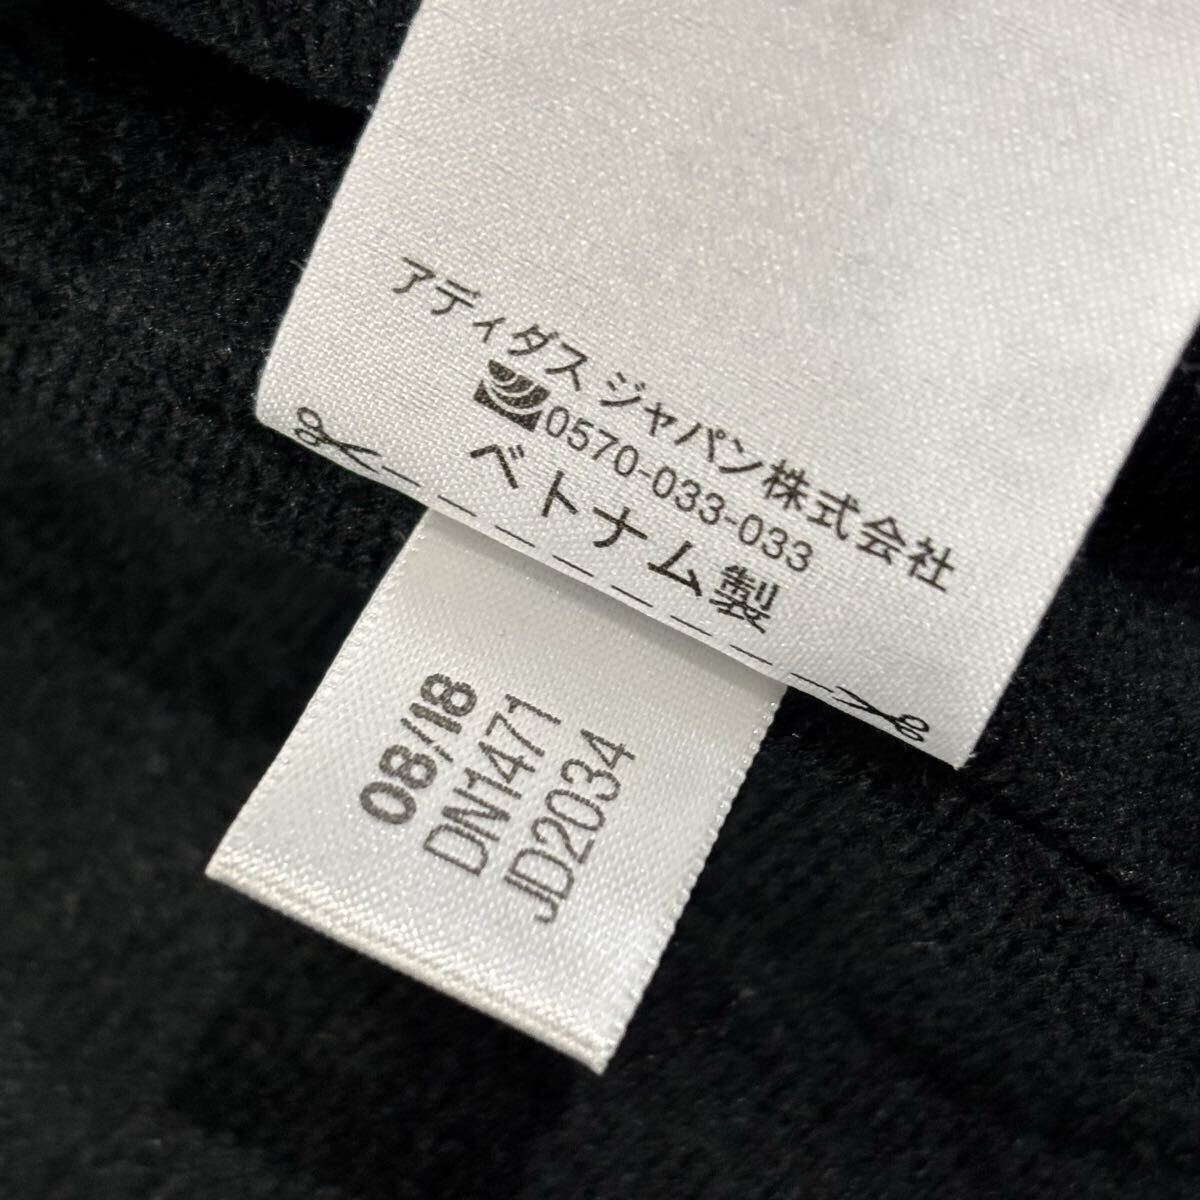 アディダス ジャパン株式会社
0570-033-033
ベトナム製
08/18
DN1471
JD2034